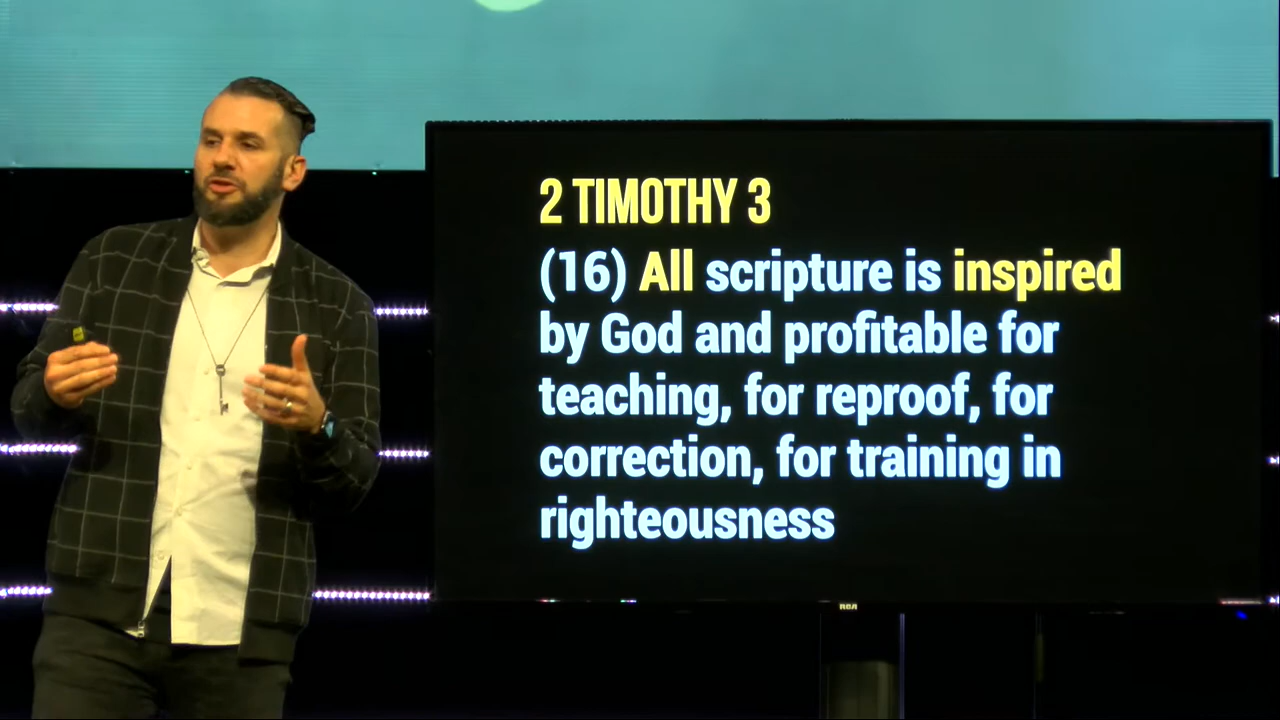 2 TIMOTHY 3
(16) All scripture is inspired
by God and profitable for
teaching, for reproof, for
correction, for training in
righteousness
RCA